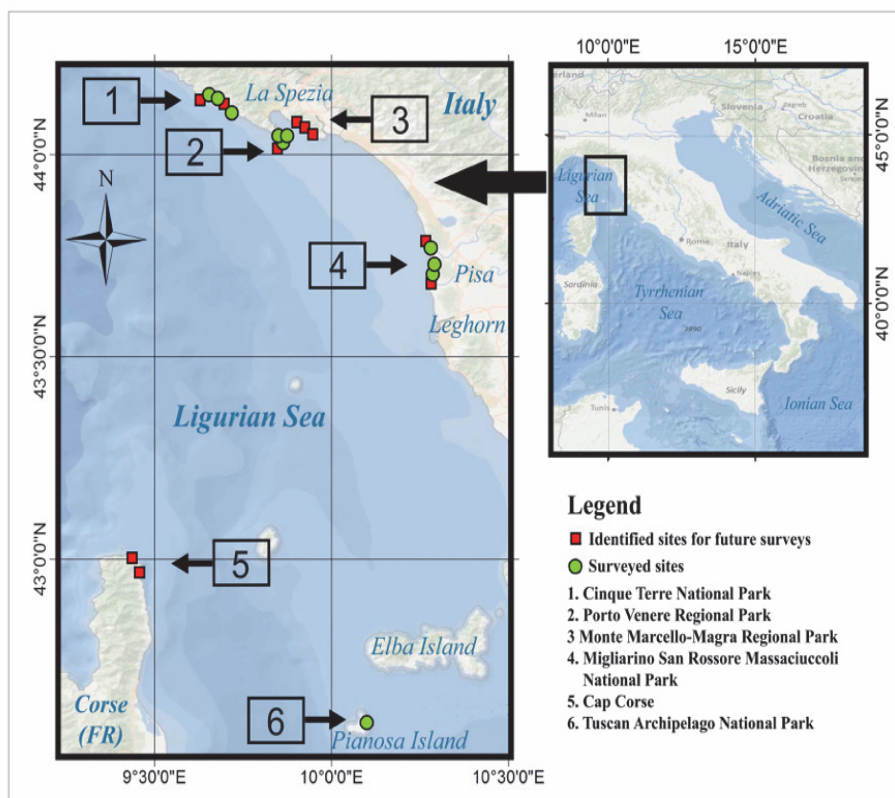 1
La Spezia
Italy
3
2
44°0'0"N
N
4
Pisa
Leghorn
43°30'0"N
Ligurian Sea
43°0'0"N
5
Elba Island
Corse
(FR)
6
Pianosa Island
9°30'0"E
10°0'0"E
10°30'0"E
10°0'0"E
15°0'0"E
Milan
Slovenia
Zagreb
Croatia
45°0'0"N
Bosnia and
Ligurian
Sea
Adriatic
Sea
Rome
Italy
Naples
Sardinia
Tyrrhenian
Sea
40°0'0"N
Sicily
Tunis
Ionian Sea
Legend
Identified sites for future surveys
Surveyed sites
1. Cinque Terre National Park
2. Porto Venere Regional Park
3 Monte Marcello-Magra Regional Park
4. Migliarino San Rossore Massaciuccoli
National Park
5. Cap Corse
6. Tuscan Archipelago National Park